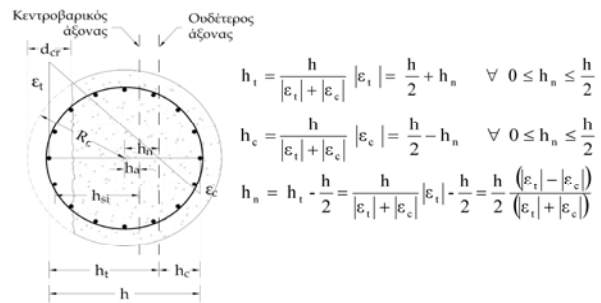 Κεντροβαρικός άξονας
Ουδέτερος άξονας
d_cr
ε_t
R_c
h_n
h_a
h_si
ε_c
h_t
h_c
h
h_t = h / (|ε_t| + |ε_c|) |ε_t| = h/2 + h_n ∀ 0 ≤ h_n ≤ h/2
h_c = h / (|ε_t| + |ε_c|) |ε_c| = h/2 - h_n ∀ 0 ≤ h_n ≤ h/2
h_n = h_t - h/2 = h / (|ε_t| + |ε_c|) |ε_t| - h/2 = h/2 (|ε_t| - |ε_c|) / (|ε_t| + |ε_c|)